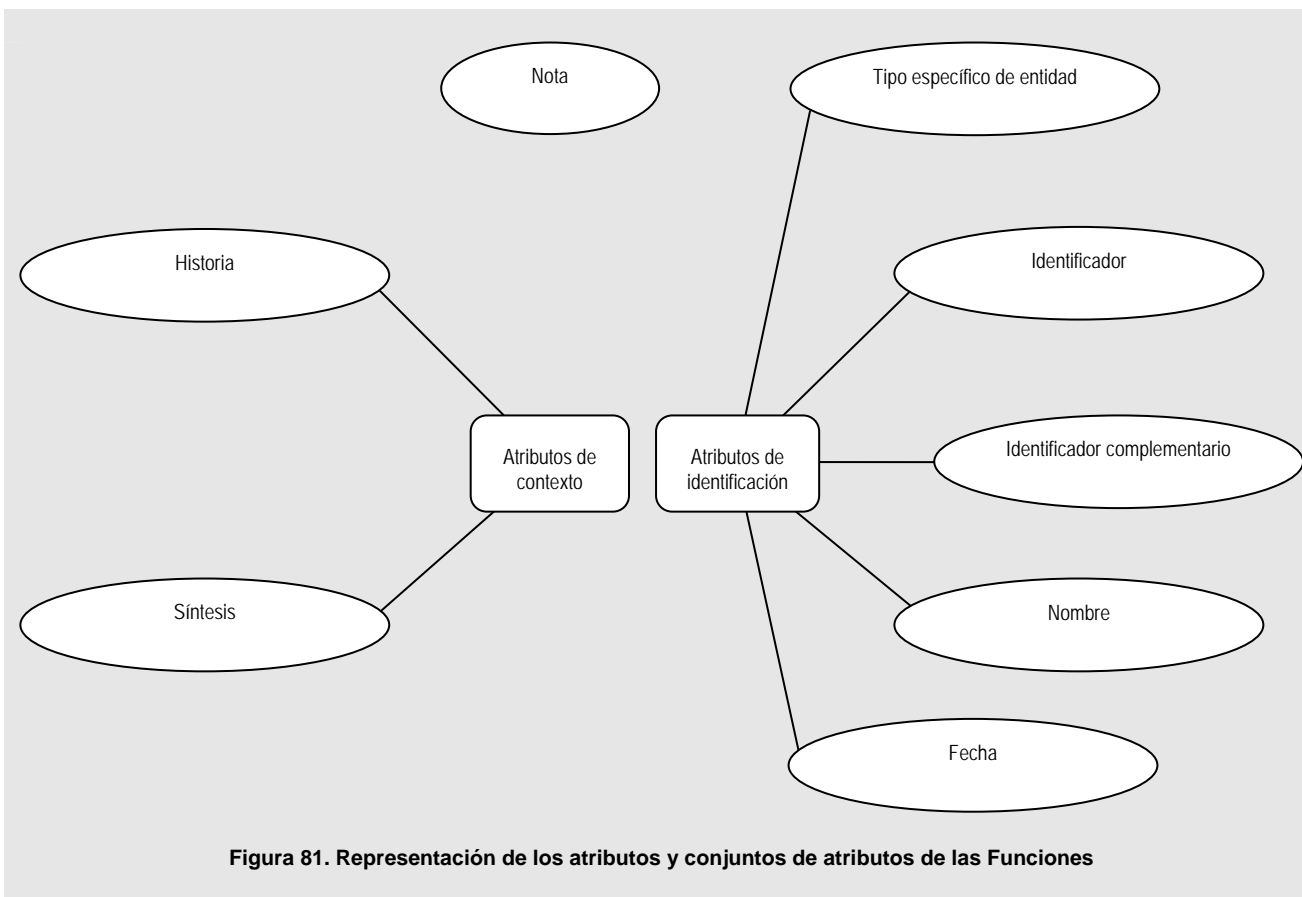 Nota
Tipo específico de entidad
Historia
Identificador
Atributos de
contexto
Atributos de
identificación
Identificador complementario
Síntesis
Nombre
Fecha
Figura 81. Representación de los atributos y conjuntos de atributos de las Funciones